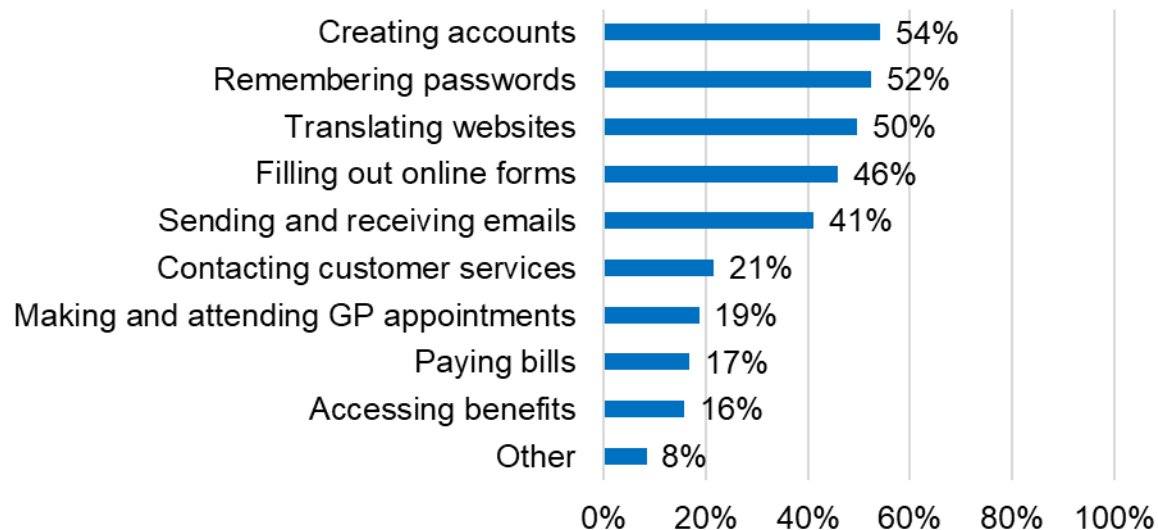 Creating accounts 54%
Remembering passwords 52%
Translating websites 50%
Filling out online forms 46%
Sending and receiving emails 41%
Contacting customer services 21%
Making and attending GP appointments 19%
Paying bills 17%
Accessing benefits 16%
Other 8%
0% 20% 40% 60% 80% 100%